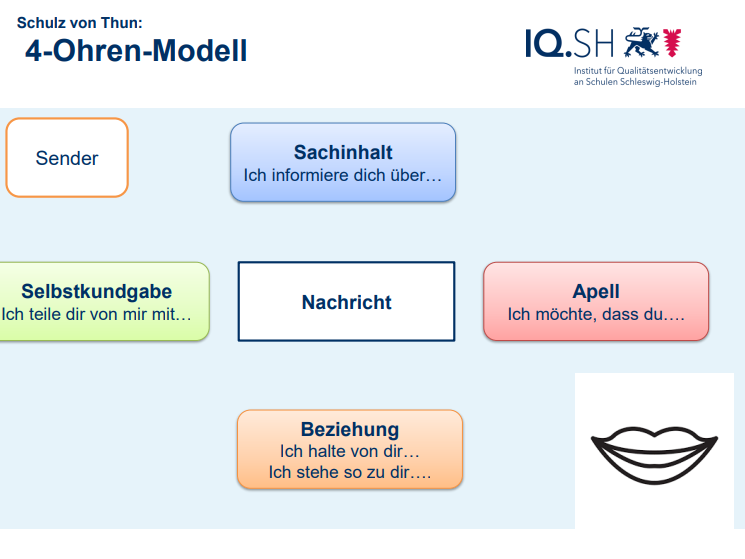 Schulz von Thun:
4-Ohren-Modell
IQ.SH
Institut für Qualitätsentwicklung
an Schulen Schleswig-Holstein
Sender
Sachinhalt
Ich informiere dich über…
Selbstkundgabe
Ich teile dir von mir mit…
Nachricht
Apell
Ich möchte, dass du….
Beziehung
Ich halte von dir…
Ich stehe so zu dir….